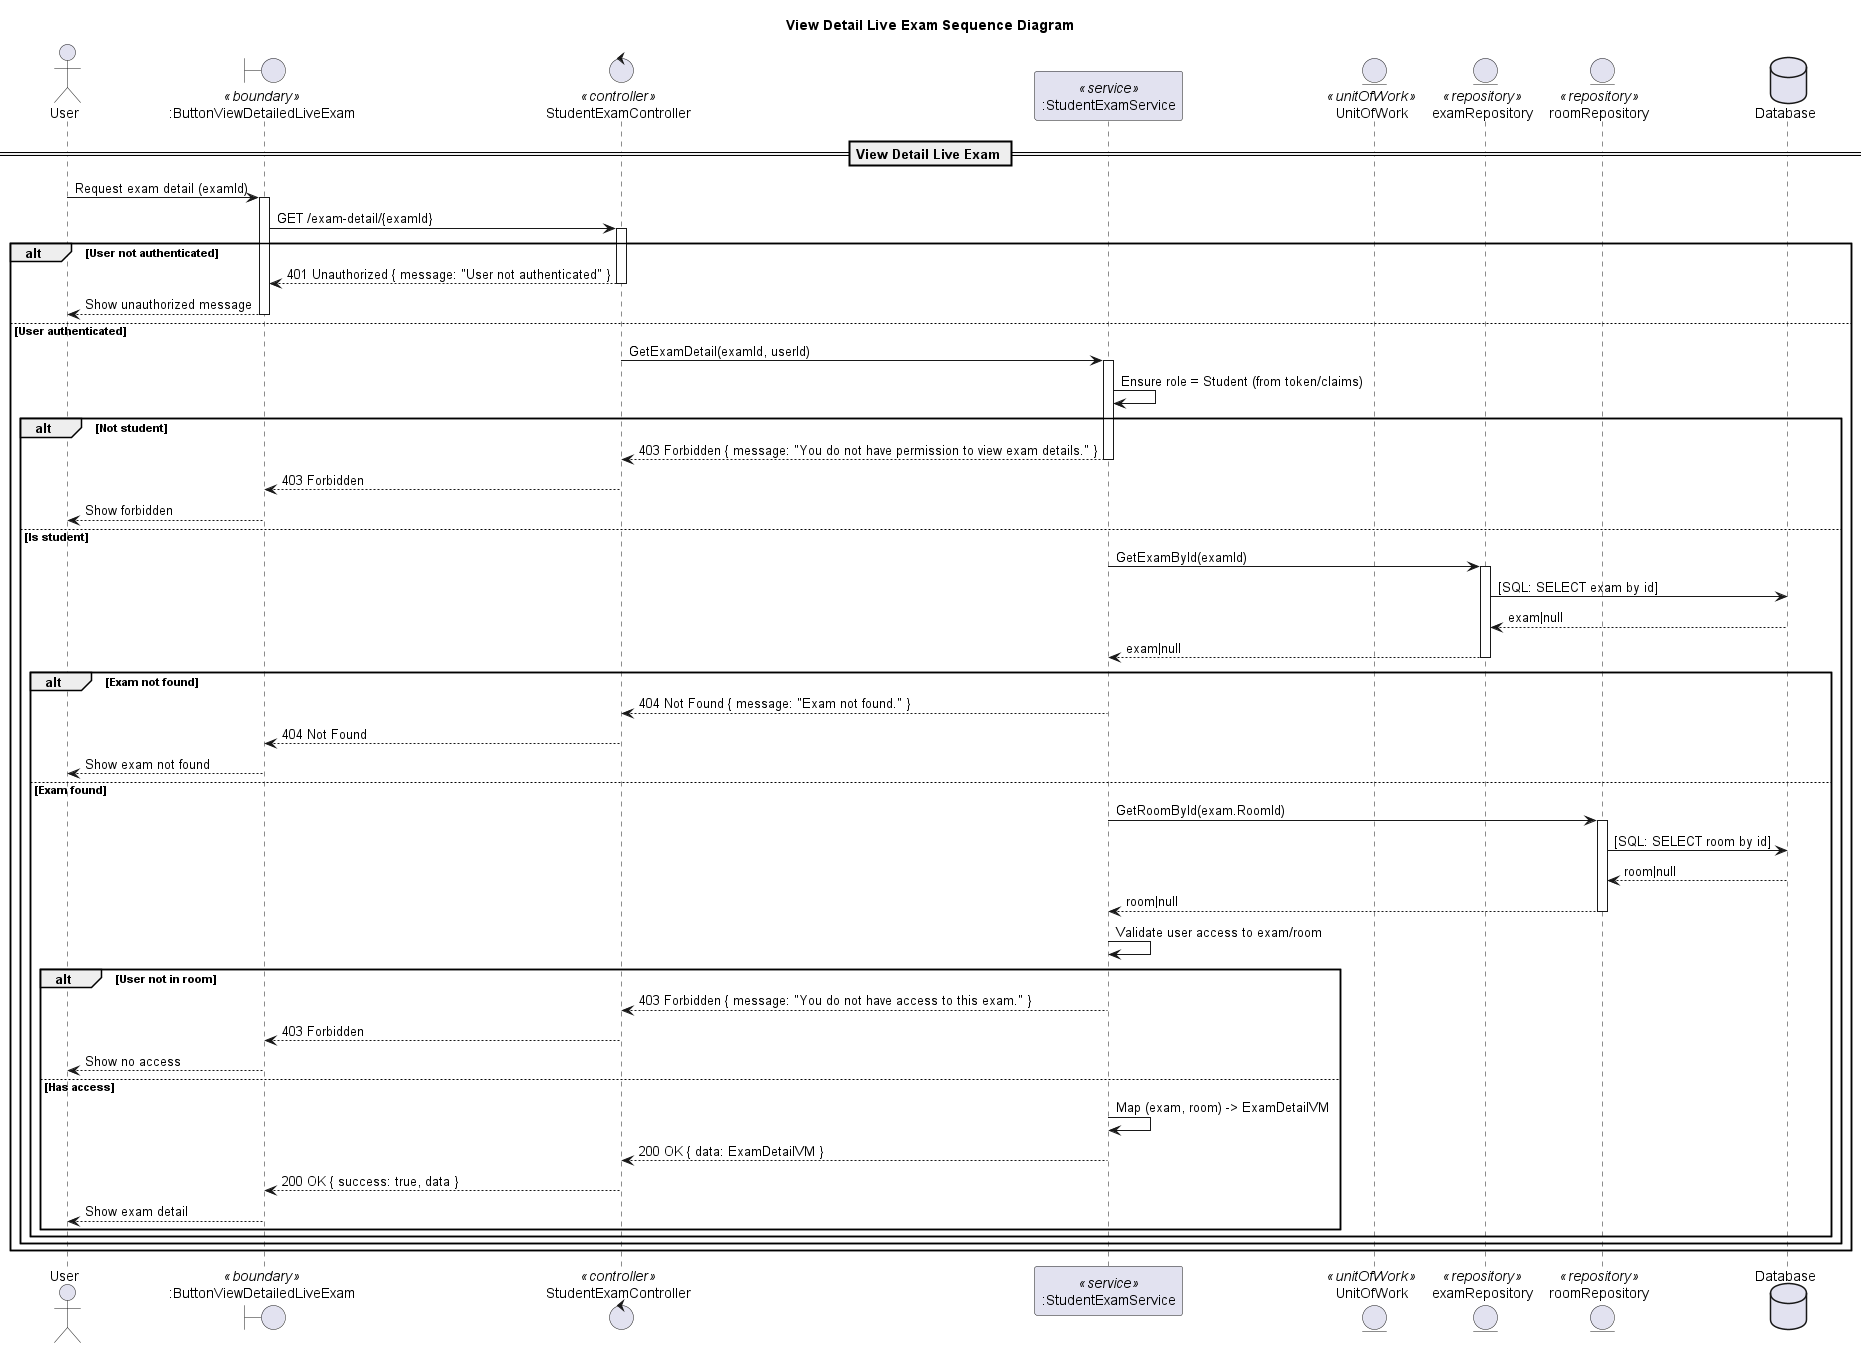 View Detail Live Exam Sequence Diagram
User
«boundary»
:ButtonViewDetailedLiveExam
«controller»
StudentExamController
«service»
:StudentExamService
«unitOfWork»
UnitOfWork
«repository»
examRepository
«repository»
roomRepository
Database
View Detail Live Exam
Request exam detail (examId)
GET /exam-detail/{examId}
alt [User not authenticated]
401 Unauthorized { message: "User not authenticated" }
Show unauthorized message
[User authenticated]
GetExamDetail(examId, userId)
Ensure role = Student (from token/claims)
alt [Not student]
403 Forbidden { message: "You do not have permission to view exam details." }
403 Forbidden
Show forbidden
[Is student]
GetExamById(examId)
[SQL: SELECT exam by id]
exam|null
exam|null
alt [Exam not found]
404 Not Found { message: "Exam not found." }
404 Not Found
Show exam not found
[Exam found]
GetRoomById(exam.RoomId)
[SQL: SELECT room by id]
room|null
room|null
Validate user access to exam/room
alt [User not in room]
403 Forbidden { message: "You do not have access to this exam." }
403 Forbidden
Show no access
[Has access]
Map (exam, room) -> ExamDetailVM
200 OK { data: ExamDetailVM }
200 OK { success: true, data }
Show exam detail
User
«boundary»
:ButtonViewDetailedLiveExam
«controller»
StudentExamController
«service»
:StudentExamService
«unitOfWork»
UnitOfWork
«repository»
examRepository
«repository»
roomRepository
Database